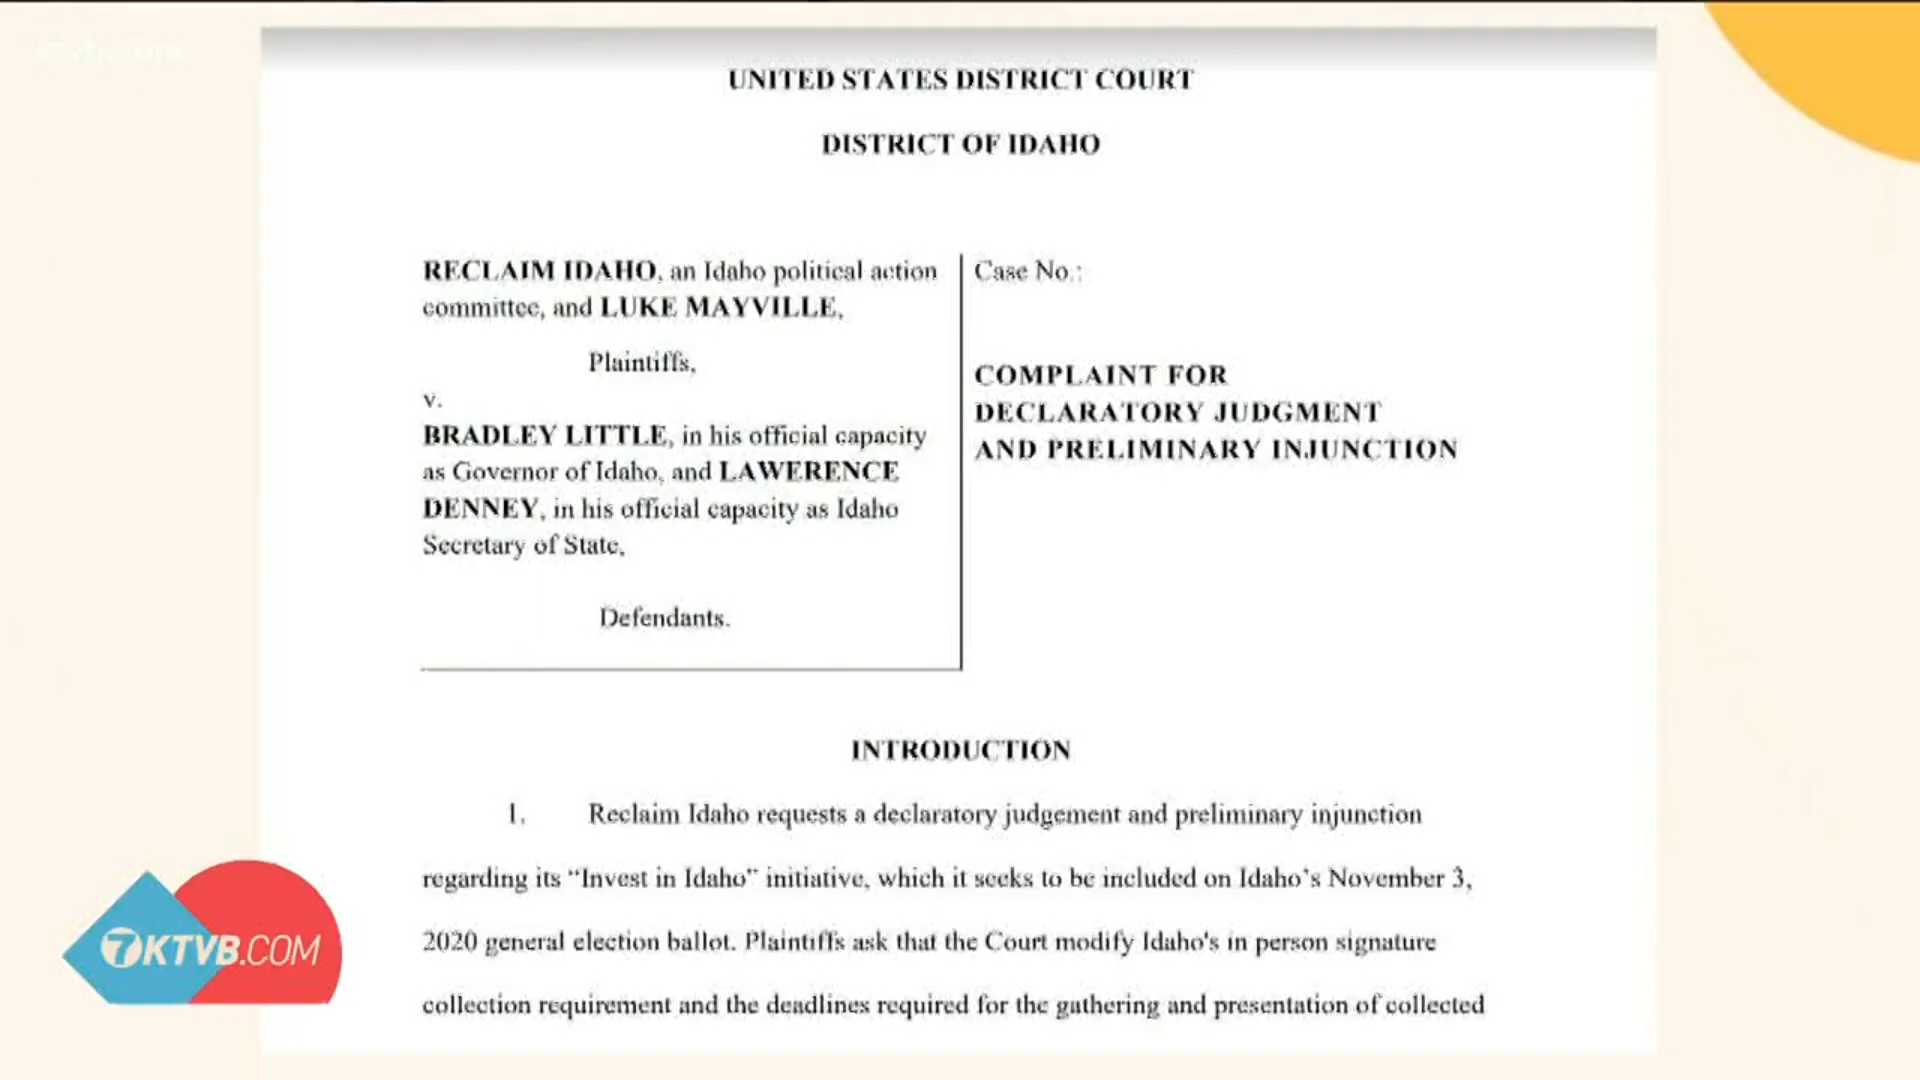 UNITED STATES DISTRICT COURT
DISTRICT OF IDAHO
RECLAIM IDAHO, an Idaho political action
committee, and LUKE MAYVILLE,
Plaintiffs,
v.
BRADLEY LITTLE, in his official capacity
as Governor of Idaho, and LAWERENCE
DENNEY, in his official capacity as Idaho
Secretary of State,
Defendants.
Case No.:
COMPLAINT FOR
DECLARATORY JUDGMENT
AND PRELIMINARY INJUNCTION
INTRODUCTION
1. Reclaim Idaho requests a declaratory judgement and preliminary injunction
regarding its “Invest in Idaho” initiative, which it seeks to be included on Idaho’s November 3,
2020 general election ballot. Plaintiffs ask that the Court modify Idaho's in person signature
collection requirement and the deadlines required for the gathering and presentation of collected
7KTVB.COM